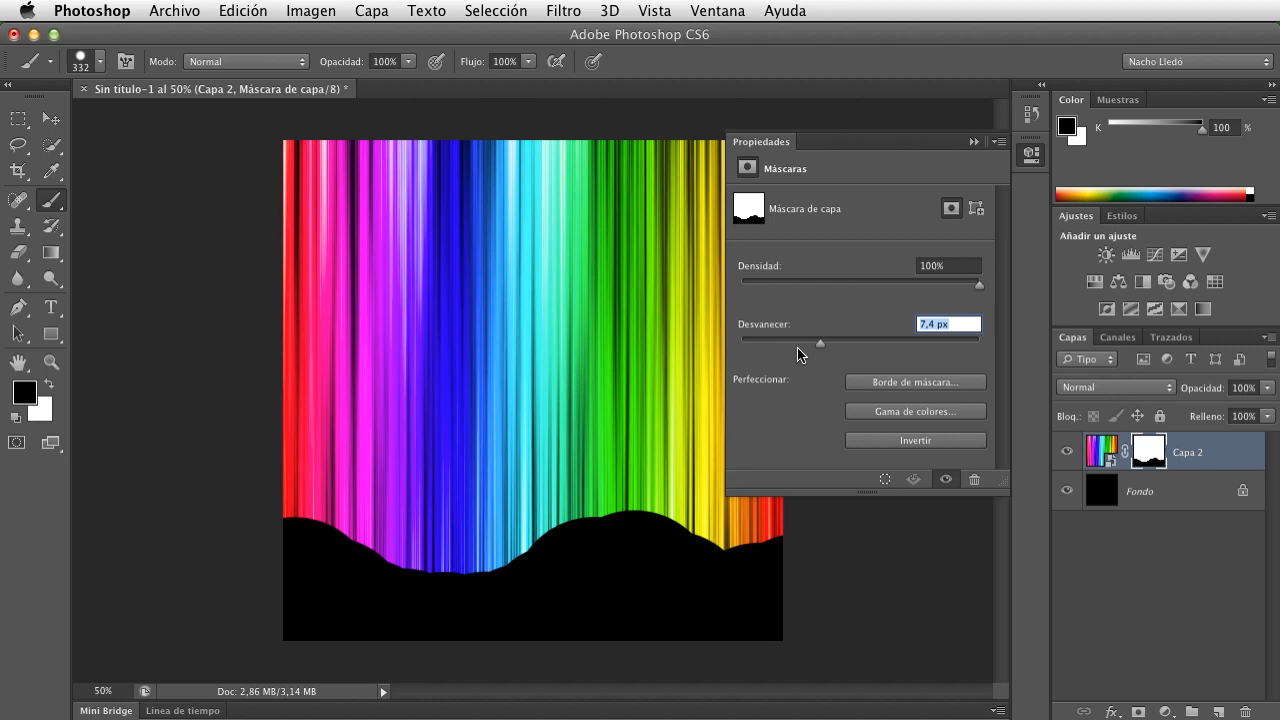 Photoshop Archivo Edición Imagen Capa Texto Selección Filtro 3D Vista Ventana Ayuda
Adobe Photoshop CS6
332 Modo: Normal Opacidad: 100% Flujo: 100% Nacho Lledó
Sin título-1 al 50% (Capa 2, Máscara de capa/8) *
Color Muestras
K 100 %
Propiedades
Máscaras
Máscara de capa
Densidad: 100%
Desvanecer: 7,4 px
Perfeccionar:
Borde de máscara...
Gama de colores...
Invertir
Ajustes Estilos
Añadir un ajuste
Capas Canales Trazados
Tipo
Normal Opacidad: 100%
Bloq.: Relleno: 100%
Capa 2
Fondo
fx
50% Doc: 2,86 MB/3,14 MB
Mini Bridge Línea de tiempo